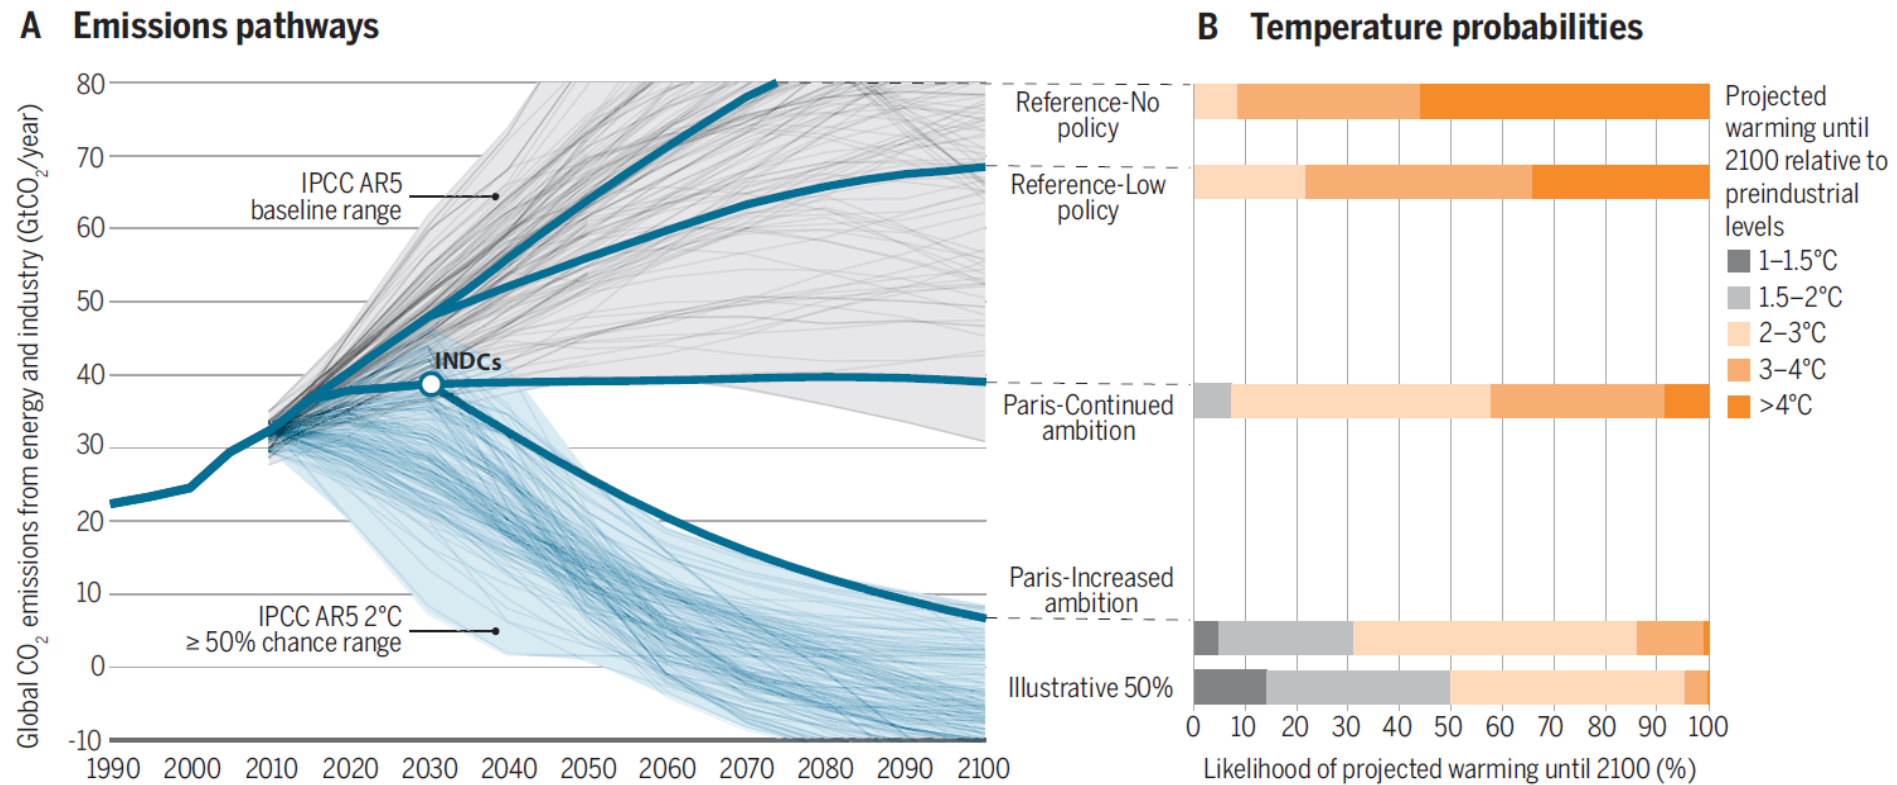 A Emissions pathways
Global CO2 emissions from energy and industry (GtCO2/year)
80
70
60
50
40
30
20
10
0
-10
IPCC AR5
baseline range
INDCs
IPCC AR5 2°C
≥ 50% chance range
1990 2000 2010 2020 2030 2040 2050 2060 2070 2080 2090 2100
Reference-No
policy
Reference-Low
policy
Paris-Continued
ambition
Paris-Increased
ambition
Illustrative 50%
B Temperature probabilities
0 10 20 30 40 50 60 70 80 90 100
Likelihood of projected warming until 2100 (%)
Projected
warming until
2100 relative to
preindustrial
levels
1–1.5°C
1.5–2°C
2–3°C
3–4°C
>4°C